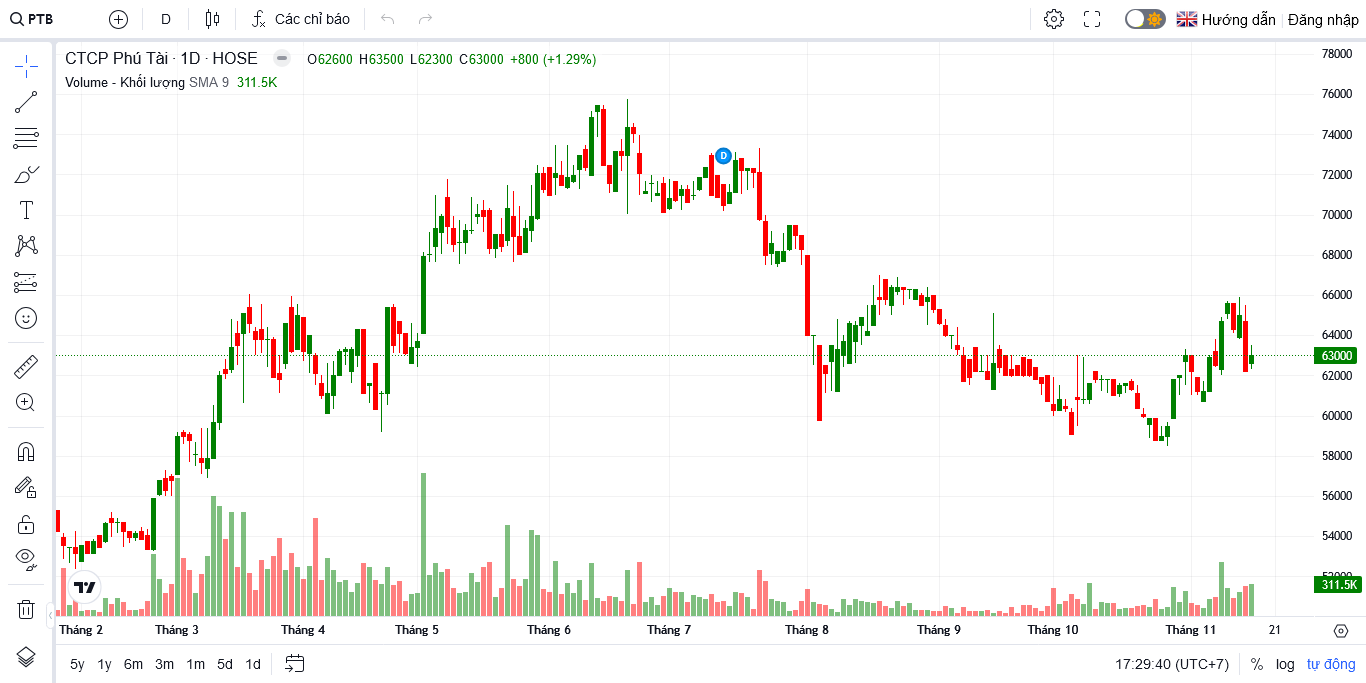 PTB D Các chỉ báo Hướng dẫn Đăng nhập
CTCP Phú Tài · 1D · HOSE O62600 H63500 L62300 C63000 +800 (+1.29%)
Volume - Khối lượng SMA 9 311.5K
78000
76000
74000
72000
70000
68000
66000
64000
63000
62000
60000
58000
56000
54000
52000
311.5K
D
Tháng 2 Tháng 3 Tháng 4 Tháng 5 Tháng 6 Tháng 7 Tháng 8 Tháng 9 Tháng 10 Tháng 11 21
5y 1y 6m 3m 1m 5d 1d 17:29:40 (UTC+7) % log tự động